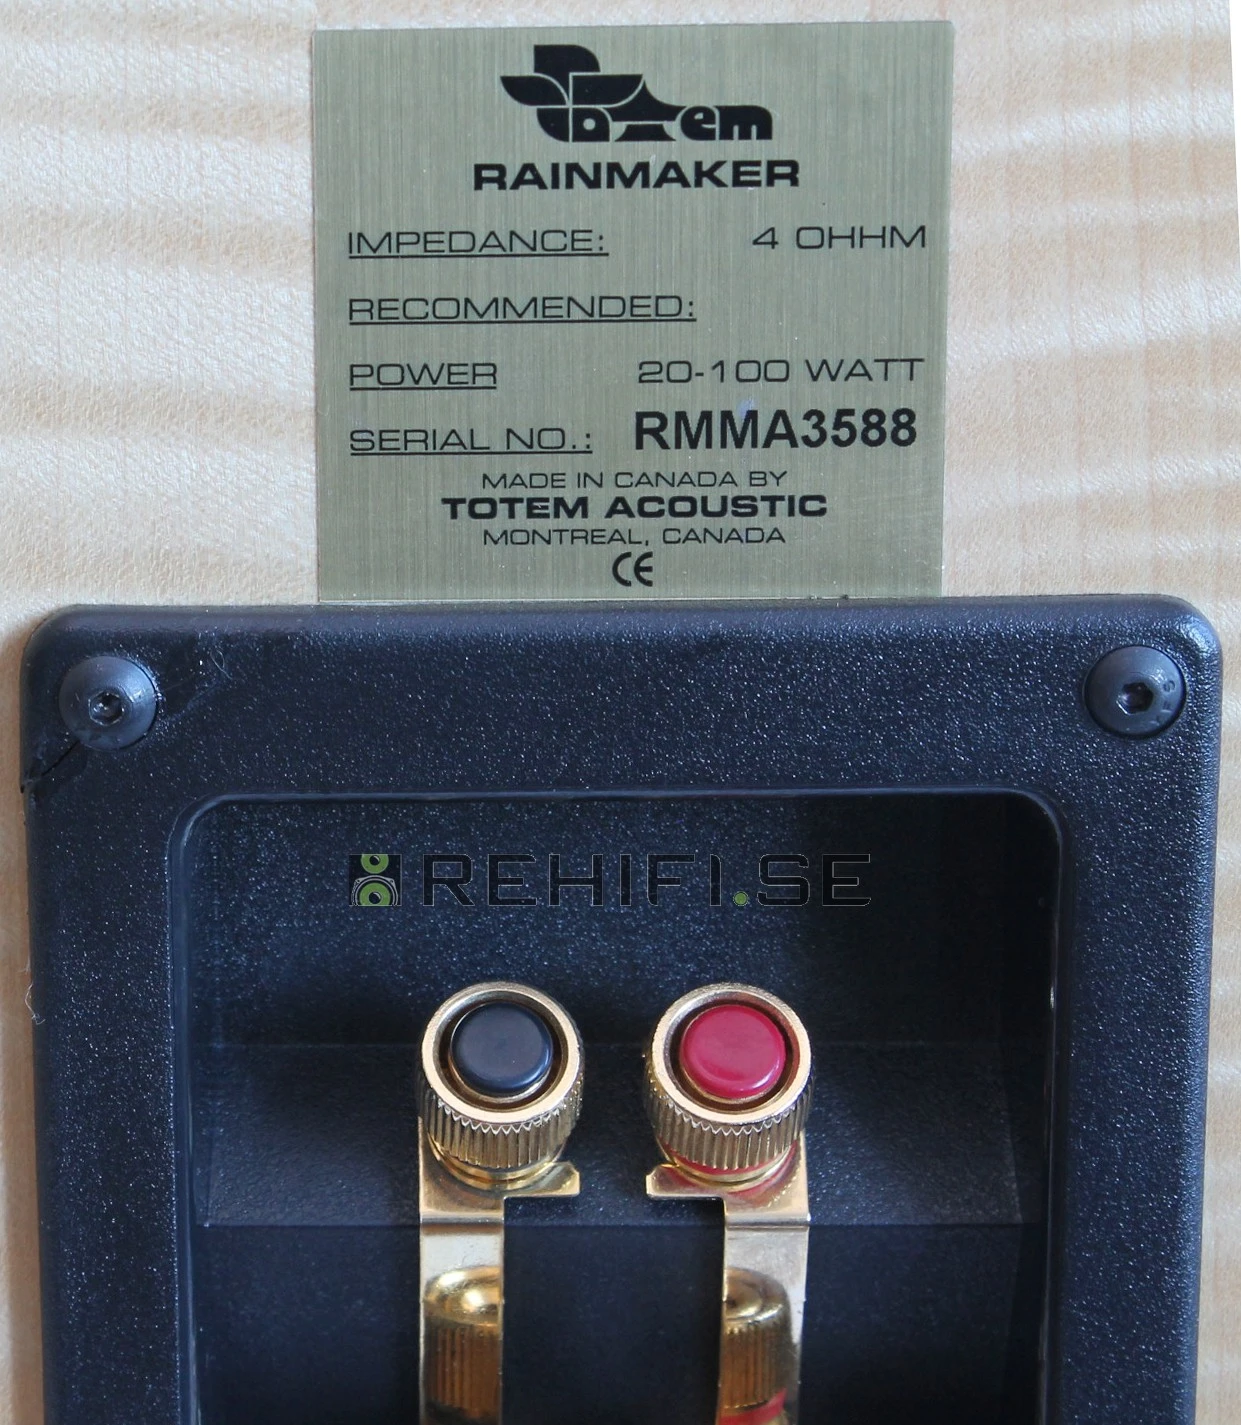 Totem
RAINMAKER
IMPEDANCE: 4 OHHM
RECOMMENDED:
POWER 20-100 WATT
SERIAL NO.: RMMA3588
MADE IN CANADA BY
TOTEM ACOUSTIC
MONTREAL, CANADA
CE
REHIFI.SE